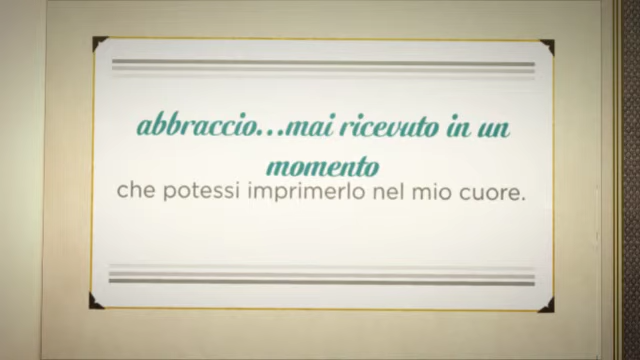 abbraccio...mai ricevuto in un
momento
che potessi imprimerlo nel mio cuore.